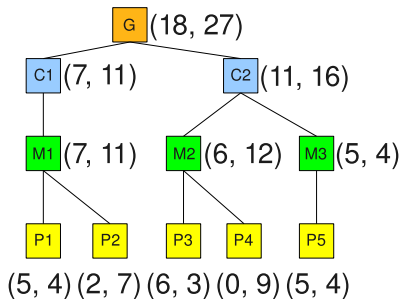 G (18, 27)
C1 (7, 11) C2 (11, 16)
M1 (7, 11) M2 (6, 12) M3 (5, 4)
P1 P2 P3 P4 P5
(5, 4) (2, 7) (6, 3) (0, 9) (5, 4)